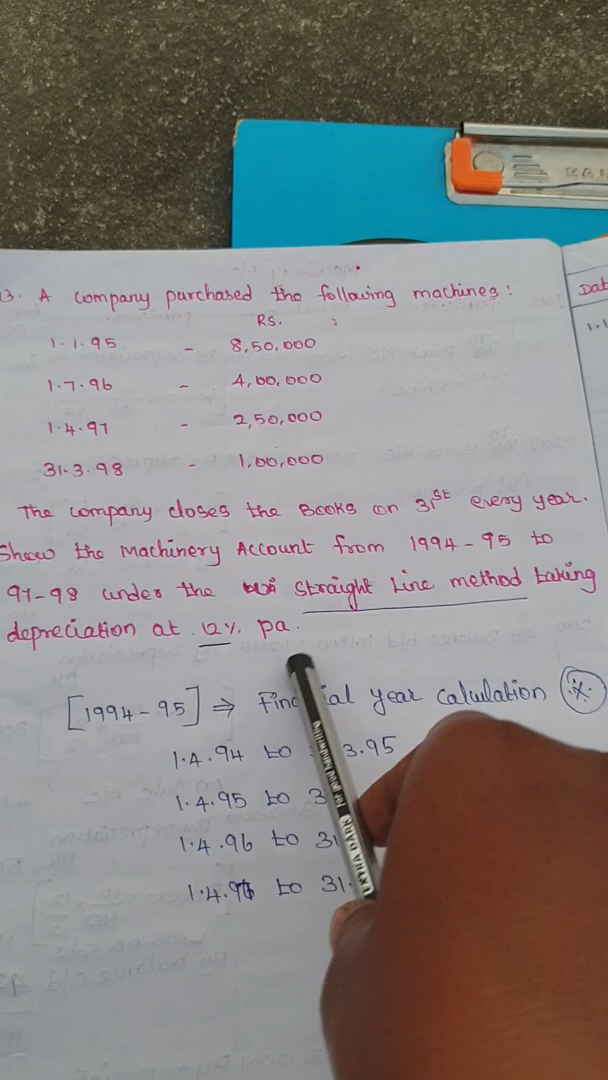 13. A company purchased the following machines:
Rs.
1.1.95 - 8,50,000
1.7.96 - 4,00,000
1.4.97 - 2,50,000
31.3.98 - 1,00,000
The company closes the Books on 31st every year.
Show the Machinery Account from 1994-95 to
97-98 under the straight Line method taking
depreciation at 12% pa.
[1994-95] ⇒ year calculation
1.4.94 to 3.95
1.4.95 to 3
1.4.96 to 31
1.4.97 to 31.
Dat
1.1